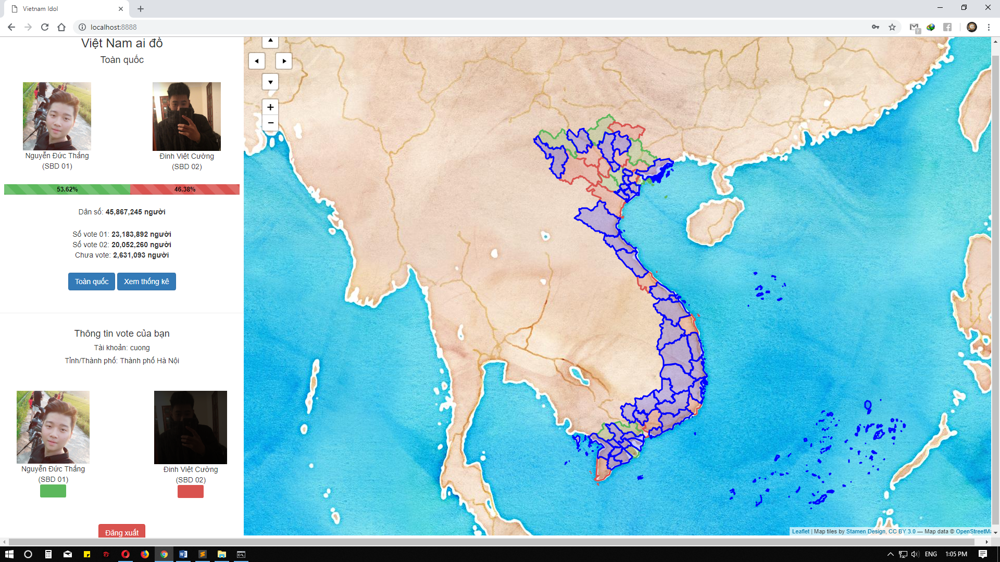 Vietnam Idol
localhost:8888
Việt Nam ai đồ
Toàn quốc
Nguyễn Đức Thắng
(SBD 01)
Đinh Việt Cường
(SBD 02)
53.62%
46.38%
Dân số: 45,867,245 người
Số vote 01: 23,183,892 người
Số vote 02: 20,052,260 người
Chưa vote: 2,631,093 người
Toàn quốc
Xem thống kê
Thông tin vote của bạn
Tài khoản: cuong
Tỉnh/Thành phố: Thành phố Hà Nội
Nguyễn Đức Thắng
(SBD 01)
Đinh Việt Cường
(SBD 02)
Đăng xuất
+
−
Leaflet | Map tiles by Stamen Design, CC BY 3.0 — Map data © OpenStreetMa
ENG
1:05 PM